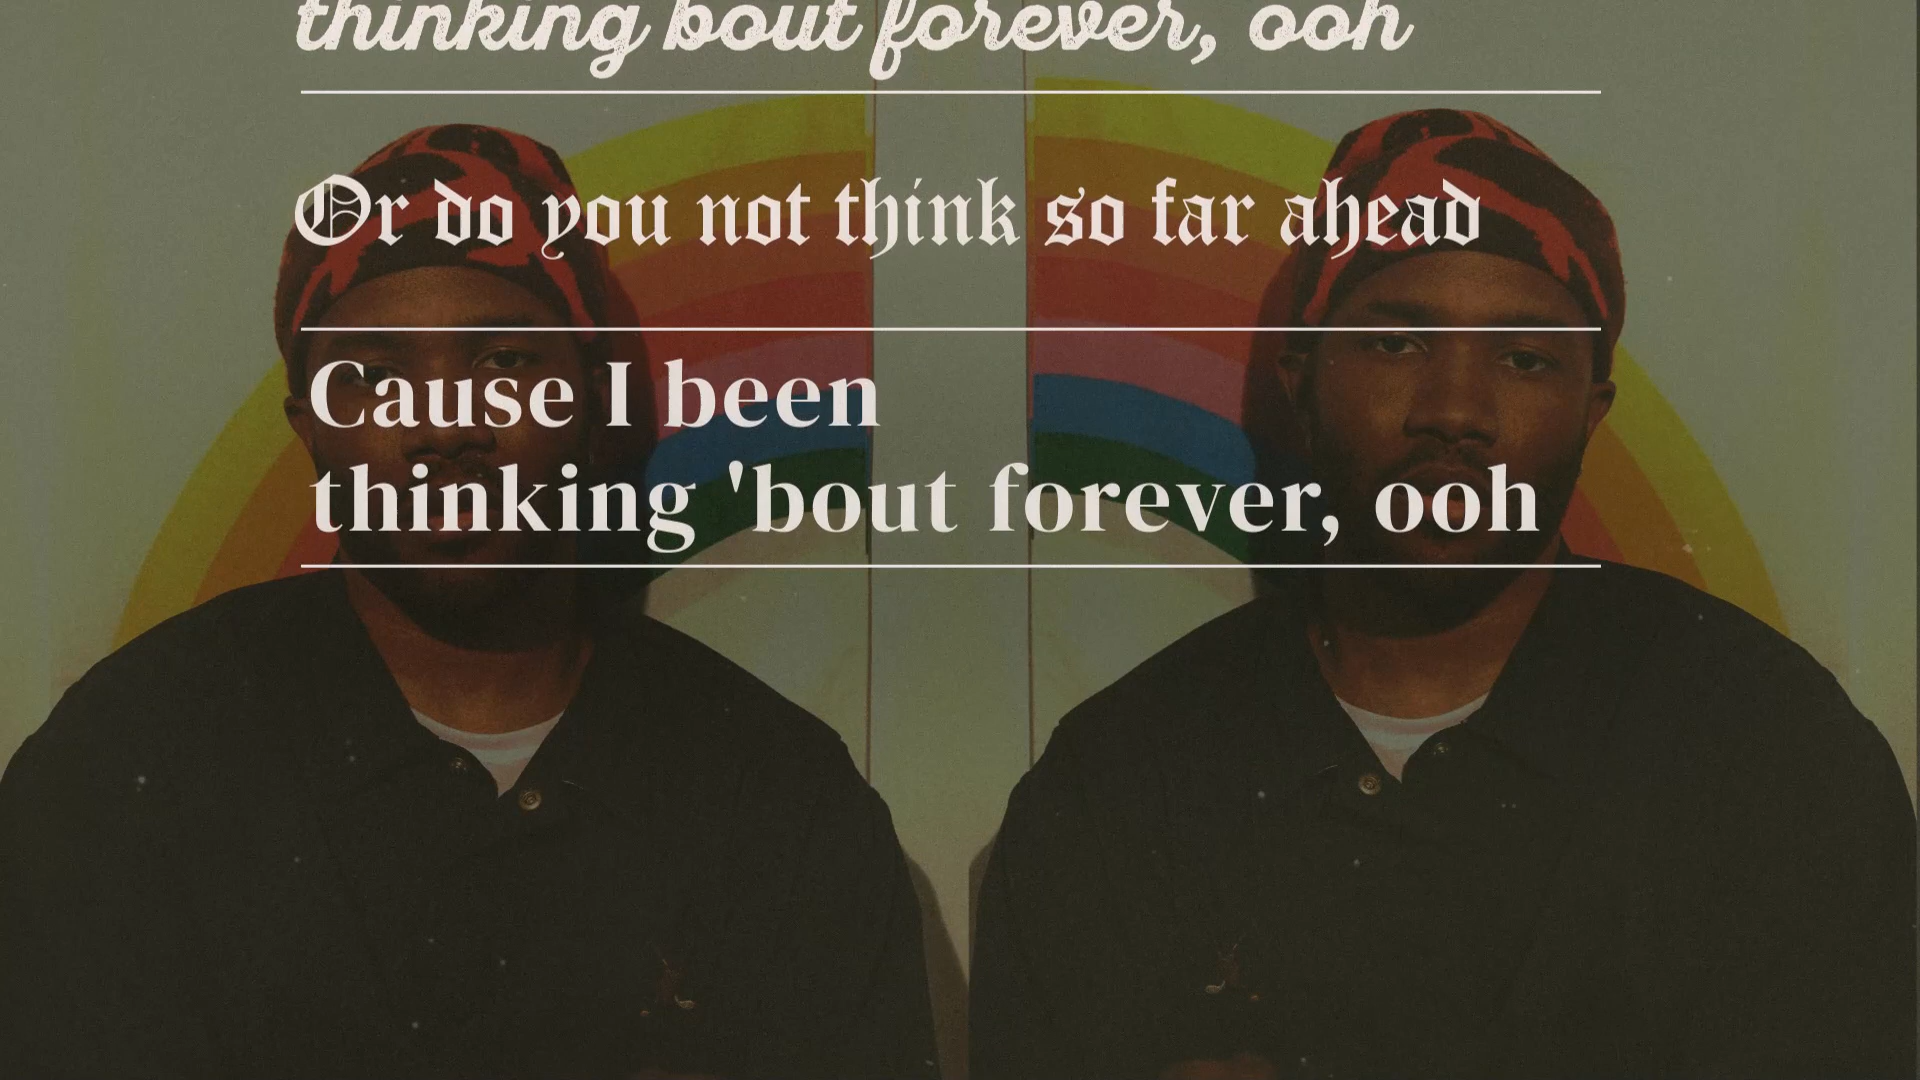 thinking bout forever, ooh
Or do you not think so far ahead
Cause I been
thinking 'bout forever, ooh